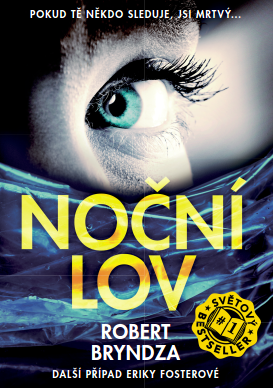 POKUD TĚ NĚKDO SLEDUJE, JSI MRTVÝ...
NOČNÍ
LOV
SVĚTOVÝ
#1
BESTSELLER
ROBERT
BRYNDZA
DALŠÍ PŘÍPAD ERIKY FOSTEROVÉ